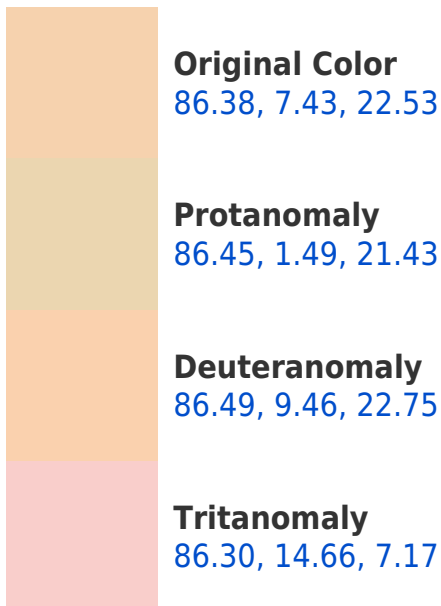 Original Color
86.38, 7.43, 22.53
Protanomaly
86.45, 1.49, 21.43
Deuteranomaly
86.49, 9.46, 22.75
Tritanomaly
86.30, 14.66, 7.17